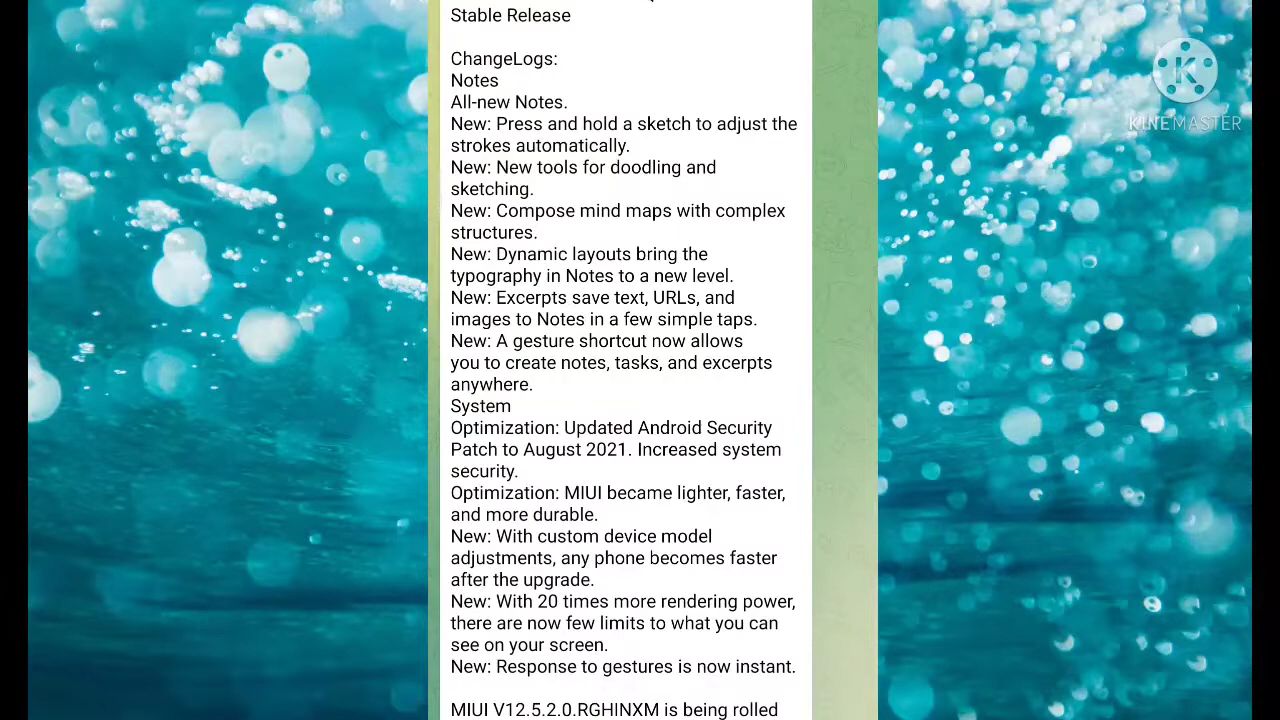 Stable Release
ChangeLogs:
Notes
All-new Notes.
New: Press and hold a sketch to adjust the
strokes automatically.
New: New tools for doodling and
sketching.
New: Compose mind maps with complex
structures.
New: Dynamic layouts bring the
typography in Notes to a new level.
New: Excerpts save text, URLs, and
images to Notes in a few simple taps.
New: A gesture shortcut now allows
you to create notes, tasks, and excerpts
anywhere.
System
Optimization: Updated Android Security
Patch to August 2021. Increased system
security.
Optimization: MIUI became lighter, faster,
and more durable.
New: With custom device model
adjustments, any phone becomes faster
after the upgrade.
New: With 20 times more rendering power,
there are now few limits to what you can
see on your screen.
New: Response to gestures is now instant.
MIUI V12.5.2.0.RGHINXM is being rolled
K
KINEMASTER